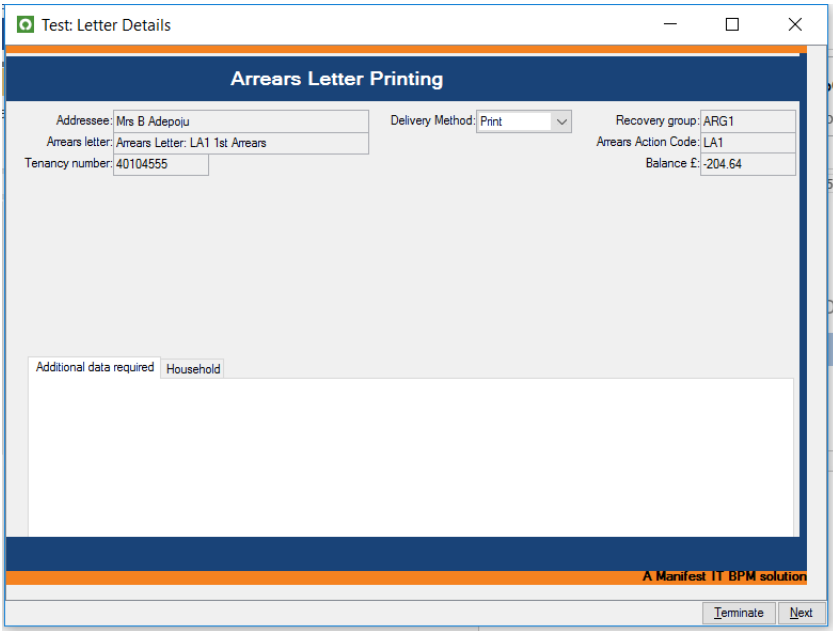 Test: Letter Details
Arrears Letter Printing
Addressee: Mrs B Adepoju Delivery Method: Print Recovery group: ARG1
Arrears letter: Arrears Letter: LA1 1st Arrears Arrears Action Code: LA1
Tenancy number: 40104555 Balance £: -204.64
Additional data required Household
A Manifest IT BPM solution
Terminate Next